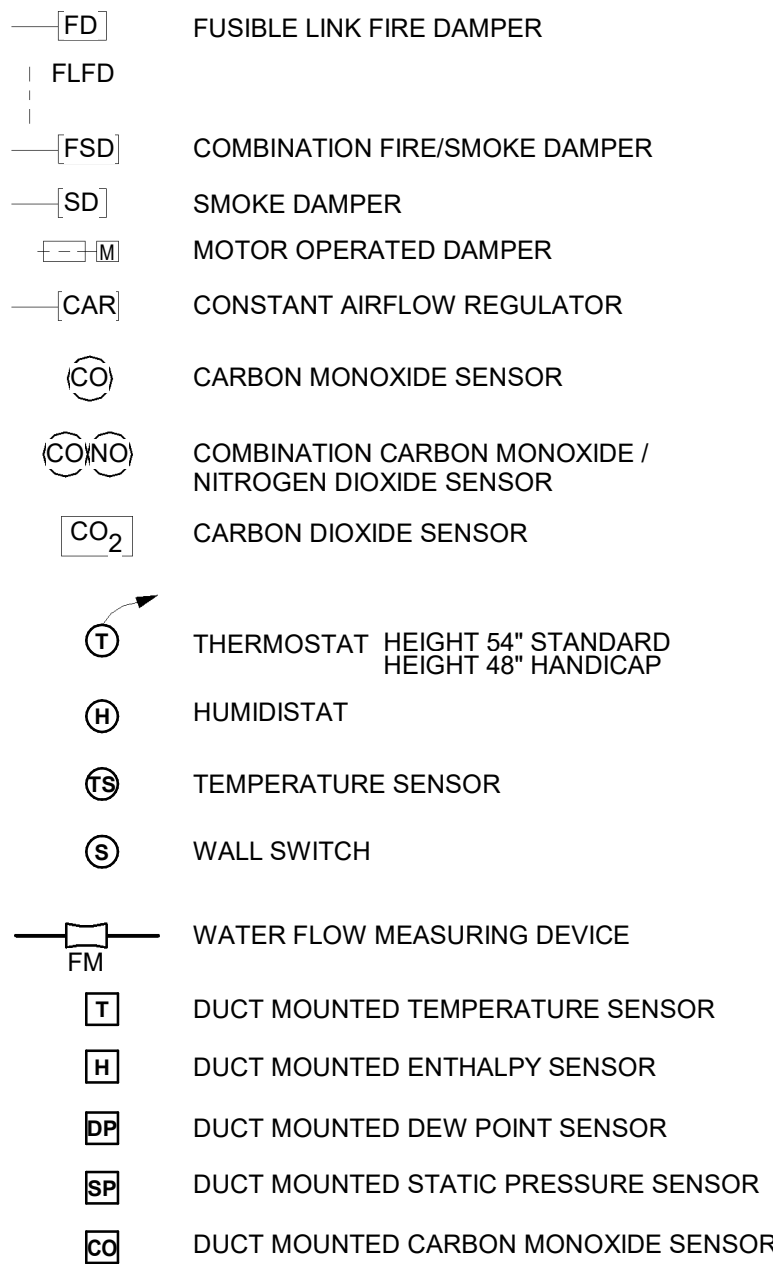 FD FUSIBLE LINK FIRE DAMPER
FLFD
FSD COMBINATION FIRE/SMOKE DAMPER
SD SMOKE DAMPER
M MOTOR OPERATED DAMPER
CAR CONSTANT AIRFLOW REGULATOR
CO CARBON MONOXIDE SENSOR
CO NO COMBINATION CARBON MONOXIDE /
NITROGEN DIOXIDE SENSOR
CO2 CARBON DIOXIDE SENSOR
T THERMOSTAT HEIGHT 54" STANDARD
HEIGHT 48" HANDICAP
H HUMIDISTAT
TS TEMPERATURE SENSOR
S WALL SWITCH
WATER FLOW MEASURING DEVICE
FM
T DUCT MOUNTED TEMPERATURE SENSOR
H DUCT MOUNTED ENTHALPY SENSOR
DP DUCT MOUNTED DEW POINT SENSOR
SP DUCT MOUNTED STATIC PRESSURE SENSOR
CO DUCT MOUNTED CARBON MONOXIDE SENSOR